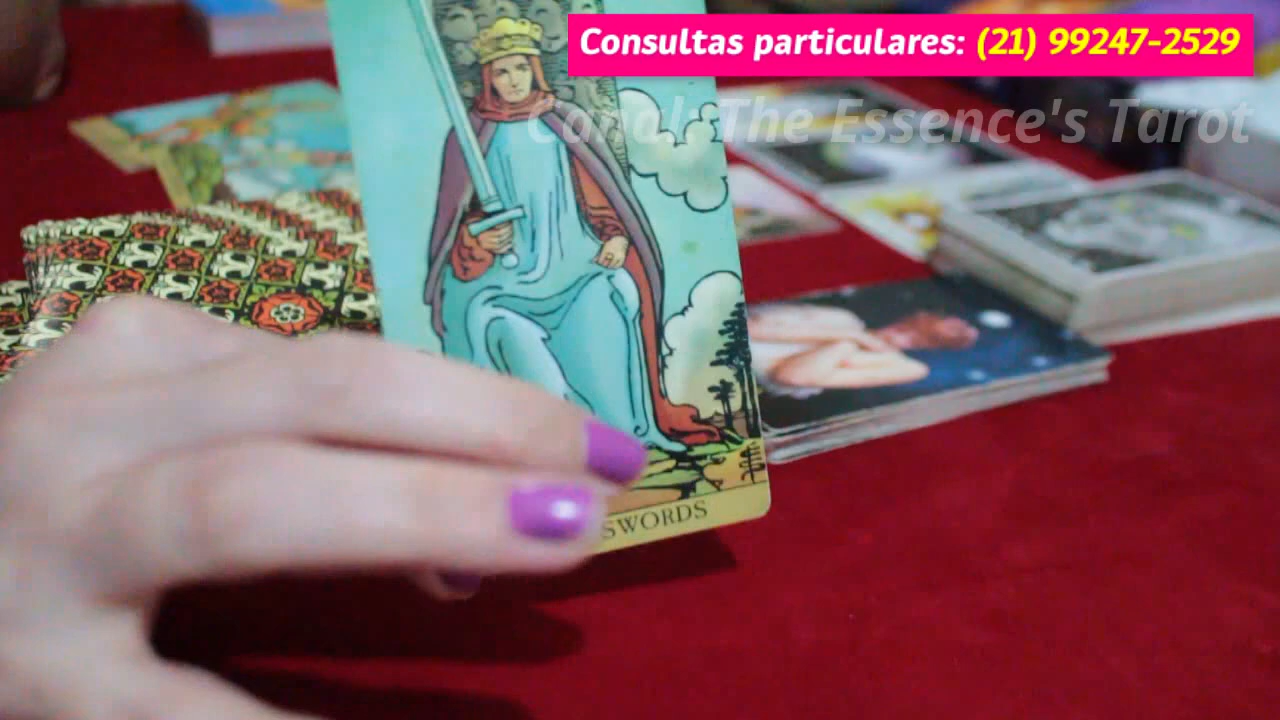 Consultas particulares: (21) 99247-2529
Canal: The Essence's Tarot
SWORDS